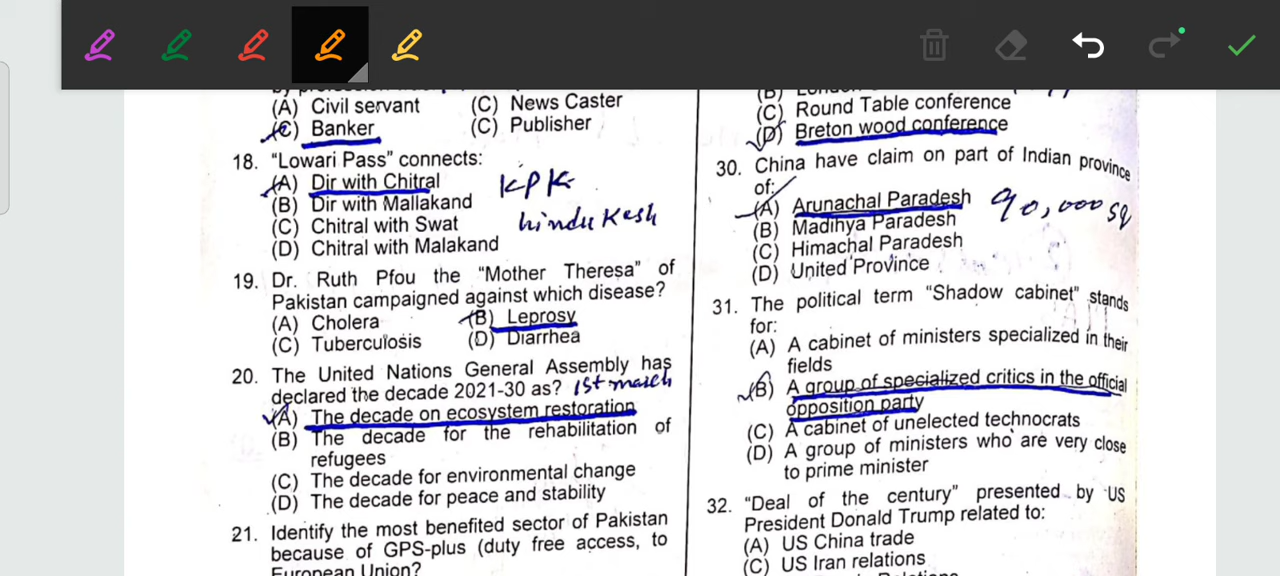 (A) Civil servant (C) News Caster
(C) Banker (C) Publisher
18. “Lowari Pass” connects:
(A) Dir with Chitral
KPK
(B) Dir with Mallakand
(C) Chitral with Swat
hindu Kesh
(D) Chitral with Malakand
19. Dr. Ruth Pfou the “Mother Theresa” of
Pakistan campaigned against which disease?
(A) Cholera (B) Leprosy
(C) Tuberculosis (D) Diarrhea
20. The United Nations General Assembly has
declared the decade 2021-30 as? 1st march
(A) The decade on ecosystem restoration
(B) The decade for the rehabilitation of
refugees
(C) The decade for environmental change
(D) The decade for peace and stability
21. Identify the most benefited sector of Pakistan
because of GPS-plus (duty free access, to
European Union?
(B) London
(C) Round Table conference
(D) Breton wood conference
30. China have claim on part of Indian province
of:
(A) Arunachal Paradesh 90,000 sq
(B) Madihya Paradesh
(C) Himachal Paradesh
(D) United Province
31. The political term “Shadow cabinet” stands
for:
(A) A cabinet of ministers specialized in their
fields
(B) A group of specialized critics in the official
opposition party
(C) A cabinet of unelected technocrats
(D) A group of ministers who are very close
to prime minister
32. “Deal of the century” presented by US
President Donald Trump related to:
(A) US China trade
(C) US Iran relations